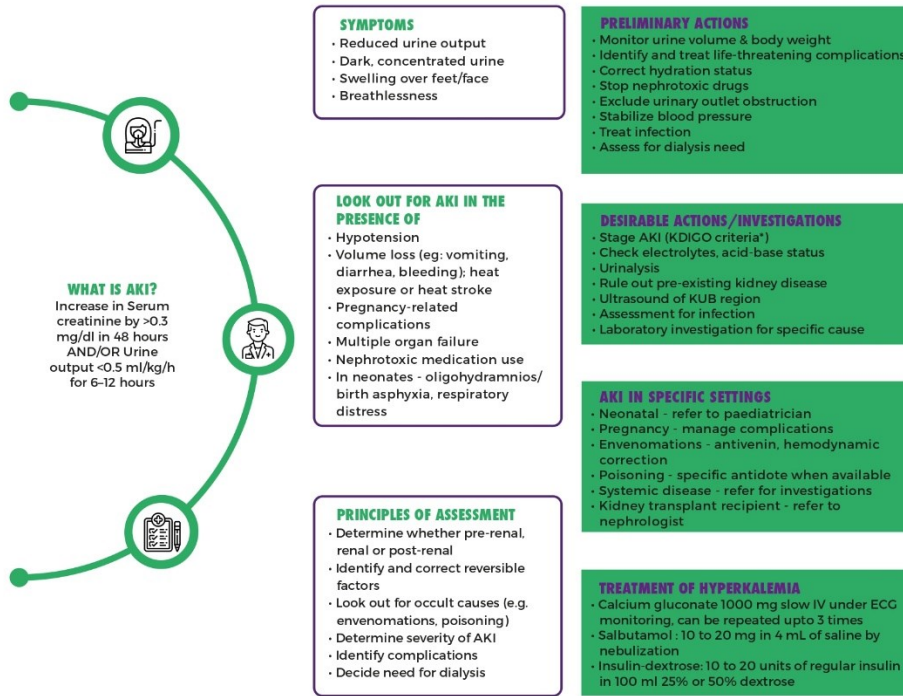 WHAT IS AKI?
Increase in Serum
creatinine by >0.3
mg/dl in 48 hours
AND/OR Urine
output <0.5 ml/kg/h
for 6–12 hours
SYMPTOMS
• Reduced urine output
• Dark, concentrated urine
• Swelling over feet/face
• Breathlessness
LOOK OUT FOR AKI IN THE
PRESENCE OF
• Hypotension
• Volume loss (eg: vomiting,
diarrhea, bleeding); heat
exposure or heat stroke
• Pregnancy-related
complications
• Multiple organ failure
• Nephrotoxic medication use
• In neonates - oligohydramnios/
birth asphyxia, respiratory
distress
PRINCIPLES OF ASSESSMENT
• Determine whether pre-renal,
renal or post-renal
• Identify and correct reversible
factors
• Look out for occult causes (e.g.
envenomations, poisoning)
• Determine severity of AKI
• Identify complications
• Decide need for dialysis
PRELIMINARY ACTIONS
• Monitor urine volume & body weight
• Identify and treat life-threatening complications
• Correct hydration status
• Stop nephrotoxic drugs
• Exclude urinary outlet obstruction
• Stabilize blood pressure
• Treat infection
• Assess for dialysis need
DESIRABLE ACTIONS/INVESTIGATIONS
• Stage AKI (KDIGO criteria*)
• Check electrolytes, acid-base status
• Urinalysis
• Rule out pre-existing kidney disease
• Ultrasound of KUB region
• Assessment for infection
• Laboratory investigation for specific cause
AKI IN SPECIFIC SETTINGS
• Neonatal - refer to paediatrician
• Pregnancy - manage complications
• Envenomations - antivenin, hemodynamic
correction
• Poisoning - specific antidote when available
• Systemic disease - refer for investigations
• Kidney transplant recipient - refer to
nephrologist
TREATMENT OF HYPERKALEMIA
• Calcium gluconate 1000 mg slow IV under ECG
monitoring, can be repeated upto 3 times
• Salbutamol : 10 to 20 mg in 4 mL of saline by
nebulization
• Insulin-dextrose: 10 to 20 units of regular insulin
in 100 ml 25% or 50% dextrose